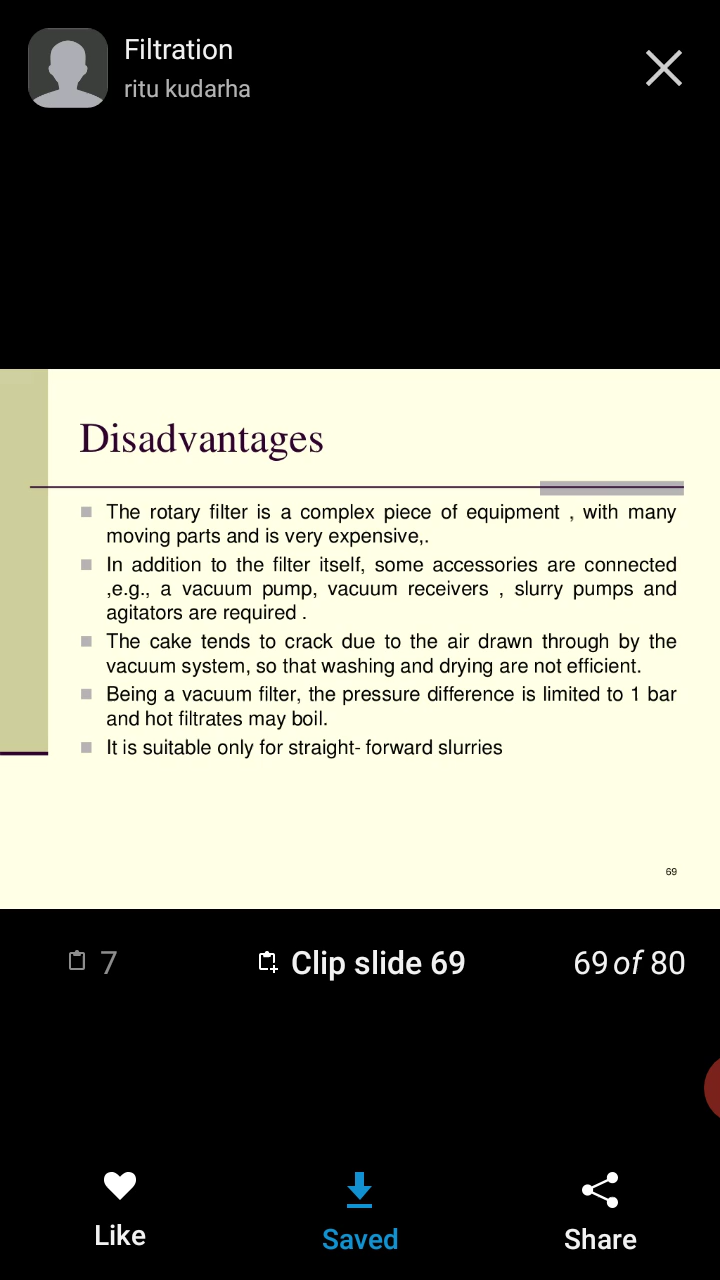 Filtration
ritu kudarha
Disadvantages
The rotary filter is a complex piece of equipment , with many
moving parts and is very expensive,.
In addition to the filter itself, some accessories are connected
,e.g., a vacuum pump, vacuum receivers , slurry pumps and
agitators are required .
The cake tends to crack due to the air drawn through by the
vacuum system, so that washing and drying are not efficient.
Being a vacuum filter, the pressure difference is limited to 1 bar
and hot filtrates may boil.
It is suitable only for straight- forward slurries
69
7
Clip slide 69
69 of 80
Like
Saved
Share